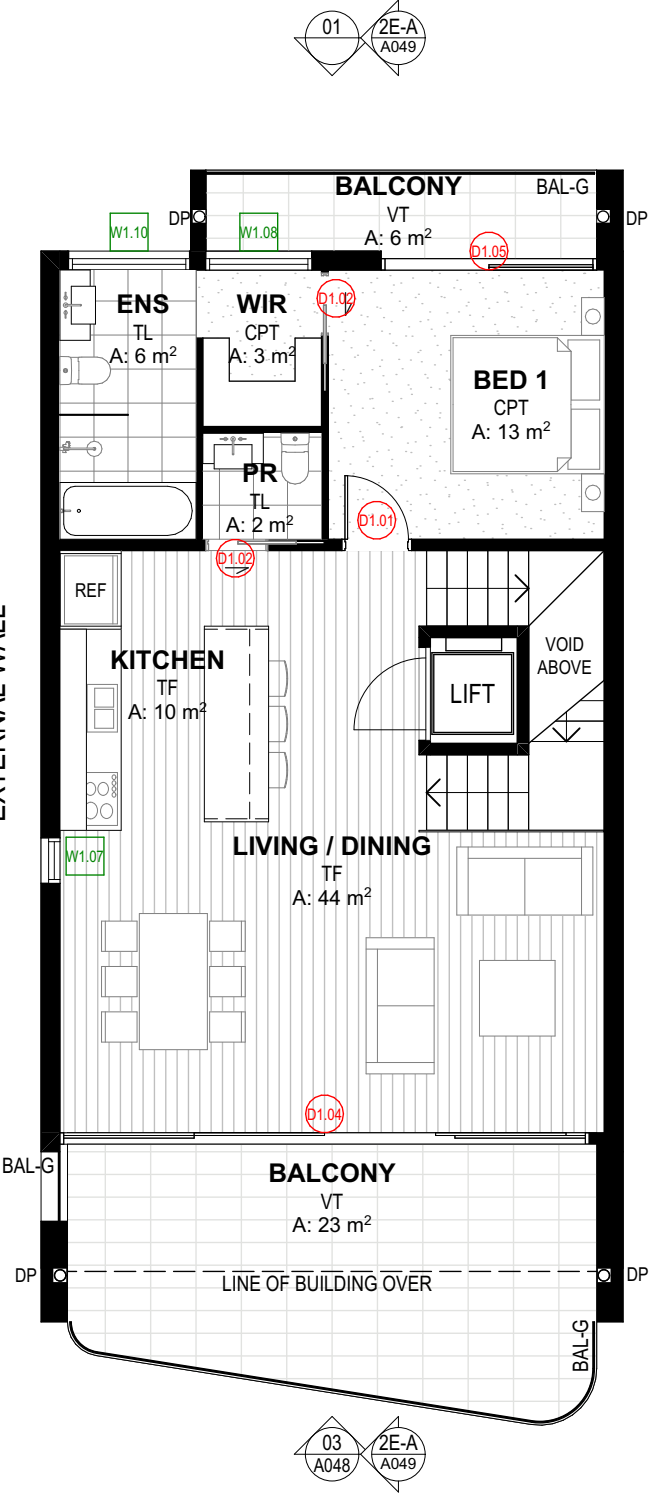 01
2E-A
A049
BALCONY
VT
A: 6 m²
BAL-G
DP
DP
W1.10
W1.08
D1.05
ENS
TL
A: 6 m²
WIR
CPT
A: 3 m²
D1.02
BED 1
CPT
A: 13 m²
PR
TL
A: 2 m²
D1.01
D1.02
REF
EXTERNAL WALL
KITCHEN
TF
A: 10 m²
VOID
ABOVE
LIFT
W1.07
LIVING / DINING
TF
A: 44 m²
D1.04
BAL-G
BALCONY
VT
A: 23 m²
DP
LINE OF BUILDING OVER
DP
BAL-G
03
A048
2E-A
A049